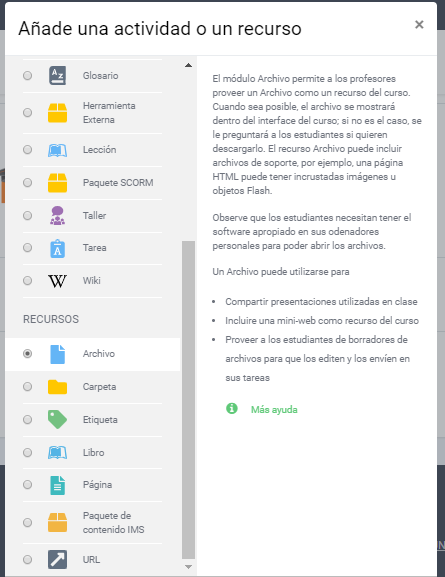 Añade una actividad o un recurso
×
Glosario
Herramienta
Externa
Lección
Paquete SCORM
Taller
Tarea
Wiki
RECURSOS
Archivo
Carpeta
Etiqueta
Libro
Página
Paquete de
contenido IMS
URL
El módulo Archivo permite a los profesores
proveer un Archivo como un recurso del curso.
Cuando sea posible, el archivo se mostrará
dentro del interface del curso; si no es el caso, se
le preguntará a los estudiantes si quieren
descargarlo. El recurso Archivo puede incluir
archivos de soporte, por ejemplo, una página
HTML puede tener incrustadas imágenes u
objetos Flash.
Observe que los estudiantes necesitan tener el
software apropiado en sus odenadores
personales para poder abrir los archivos.
Un Archivo puede utilizarse para
• Compartir presentaciones utilizadas en clase
• Incluire una mini-web como recurso del curso
• Proveer a los estudiantes de borradores de
archivos para que los editen y los envíen en
sus tareas
Más ayuda